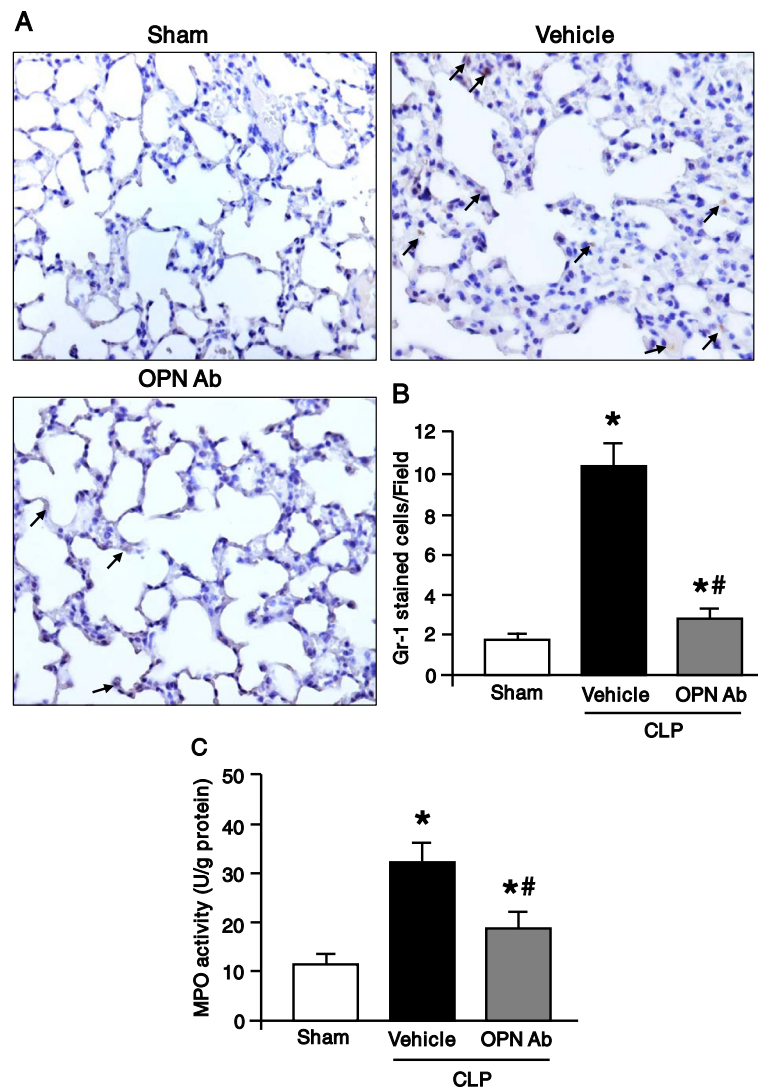 A
Sham
Vehicle
OPN Ab
B
Gr-1 stained cells/Field
12
10
8
6
4
2
0
*
*#
Sham
Vehicle
OPN Ab
CLP
C
MPO activity (U/g protein)
50
40
30
20
10
0
*
*#
Sham
Vehicle
OPN Ab
CLP